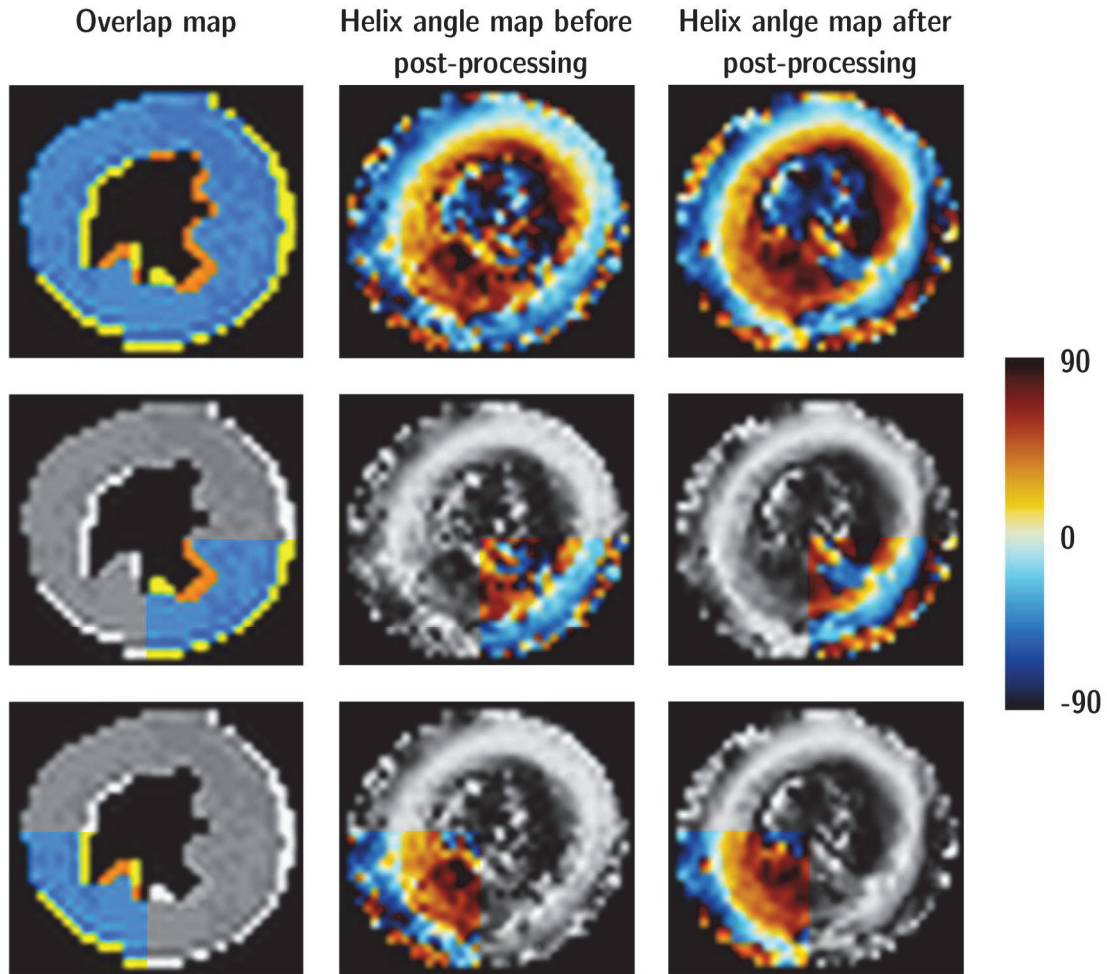 Overlap map
Helix angle map before
post-processing
Helix anlge map after
post-processing
90
0
-90